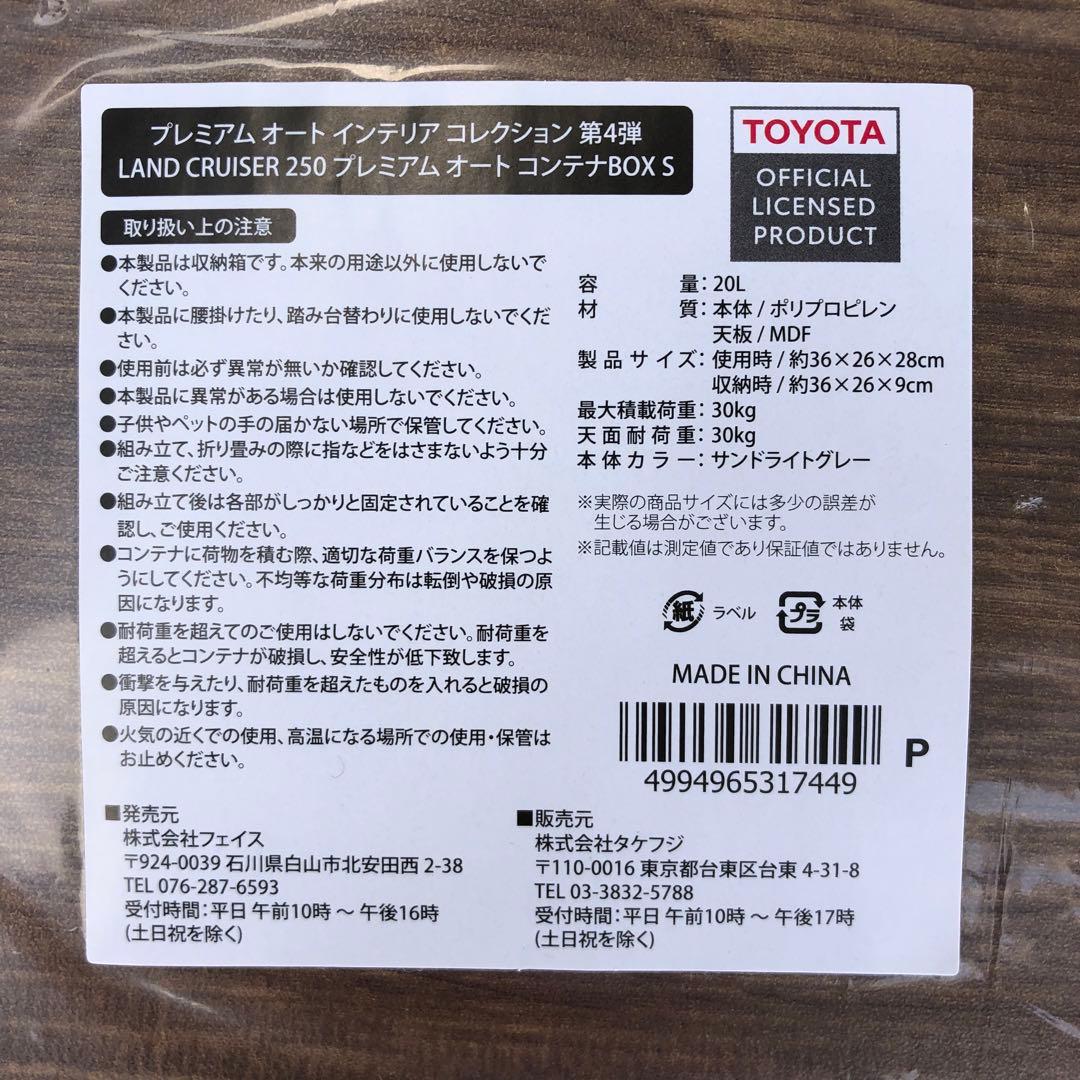 プレミアム オート インテリア コレクション 第4弾
LAND CRUISER 250 プレミアム オート コンテナBOX S
TOYOTA
OFFICIAL
LICENSED
PRODUCT
取り扱い上の注意
●本製品は収納箱です。本来の用途以外に使用しないで
ください。
●本製品に腰掛けたり、踏み台替わりに使用しないでくだ
さい。
●使用前は必ず異常が無いか確認してください。
●本製品に異常がある場合は使用しないでください。
●子供やペットの手の届かない場所で保管してください。
●組み立て、折り畳みの際に指などをはさまないよう十分
ご注意ください。
●組み立て後は各部がしっかりと固定されていることを確
認し、ご使用ください。
●コンテナに荷物を積む際、適切な荷重バランスを保つよ
うにしてください。不均等な荷重分布は転倒や破損の原
因になります。
●耐荷重を超えてのご使用はしないでください。耐荷重を
超えるとコンテナが破損し、安全性が低下致します。
●衝撃を与えたり、耐荷重を超えたものを入れると破損の
原因になります。
●火気の近くでの使用、高温になる場所での使用・保管は
お止めください。
容量：20L
材質：本体 / ポリプロピレン
天板 / MDF
製品サイズ：使用時 / 約36×26×28cm
収納時 / 約36×26×9cm
最大積載荷重：30kg
天面耐荷重：30kg
本体カラー：サンドライトグレー
※実際の商品サイズには多少の誤差が
生じる場合がございます。
※記載値は測定値であり保証値ではありません。
紙 ラベル プラ 本体
袋
MADE IN CHINA
4994965317449
P
■発売元
株式会社フェイス
〒924-0039 石川県白山市北安田西 2-38
TEL 076-287-6593
受付時間：平日 午前10時 ～ 午後16時
(土日祝を除く)
■販売元
株式会社タケフジ
〒110-0016 東京都台東区台東 4-31-8
TEL 03-3832-5788
受付時間：平日 午前10時 ～ 午後17時
(土日祝を除く)